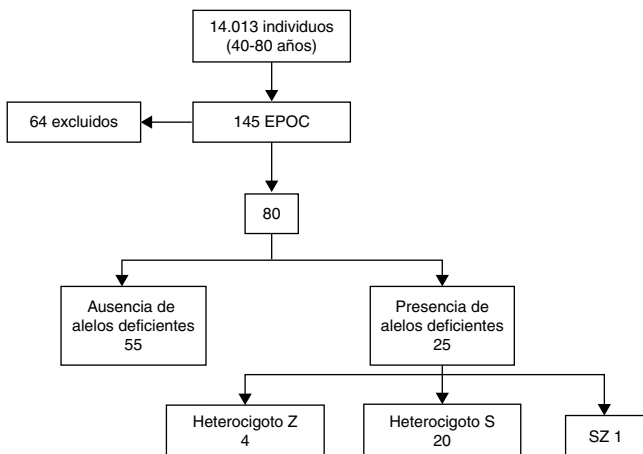 14.013 individuos
(40-80 años)
64 excluidos
145 EPOC
80
Ausencia de
alelos deficientes
55
Presencia de
alelos deficientes
25
Heterocigoto Z
4
Heterocigoto S
20
SZ 1